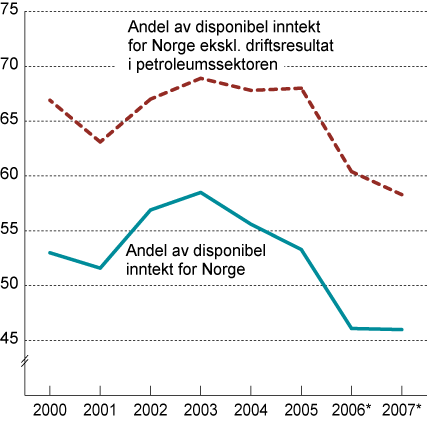 75
Andel av disponibel inntekt
for Norge ekskl. driftsresultat
i petroleumssektoren
70
65
60
55
Andel av disponibel
inntekt for Norge
50
45
2000 2001 2002 2003 2004 2005 2006* 2007*